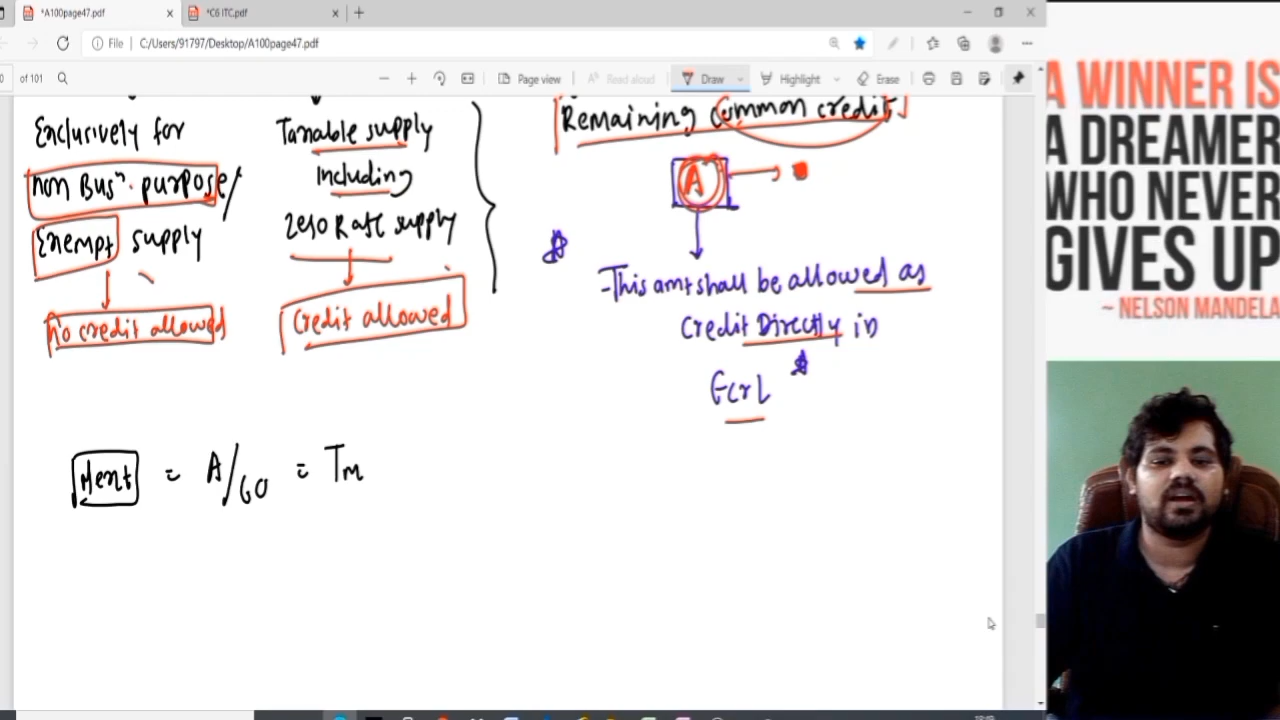 *A100page47.pdf
*C6 ITC.pdf
File
C:/Users/91797/Desktop/A100page47.pdf
of 101
Page view
Read aloud
Draw
Highlight
Erase
Exclusively for
non Busn. purpose/
Exempt supply
no credit allowed
Taxable supply
Including
Zero Rate supply
Credit allowed
Remaining Common credit
A
- This amt shall be allowed as
Credit Directly in
Ecrl
= A/60 = Tm
A WINNER IS
A DREAMER
WHO NEVER
GIVES UP
~ NELSON MANDELA